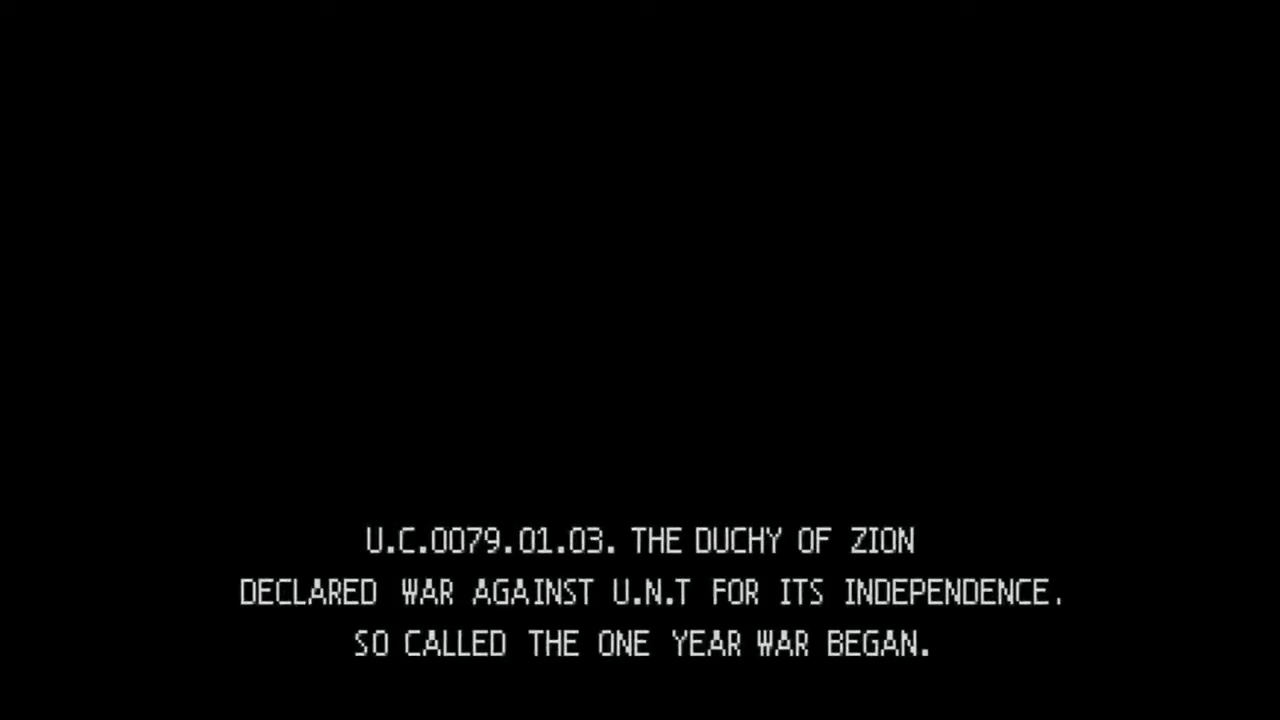 U.C.0079.01.03. THE DUCHY OF ZION
DECLARED WAR AGAINST U.N.T FOR ITS INDEPENDENCE.
SO CALLED THE ONE YEAR WAR BEGAN.